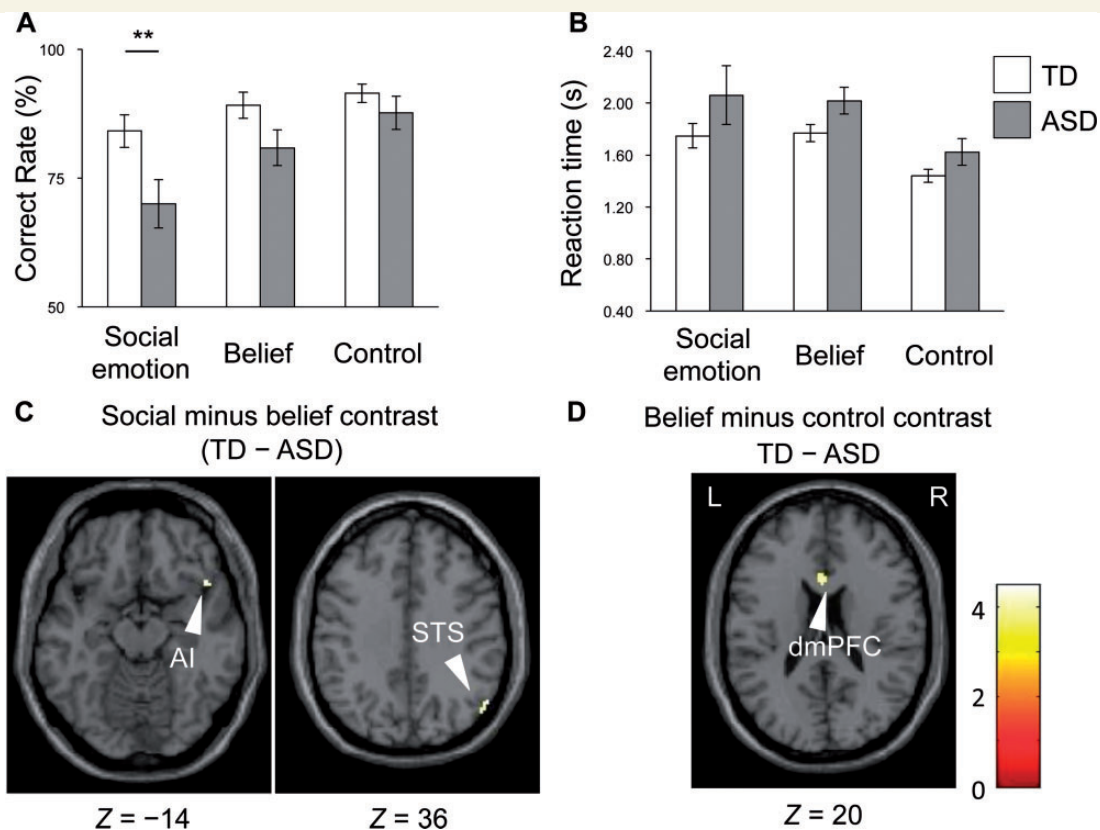 A
**
Correct Rate (%)
100
75
50
Social emotion
Belief
Control
B
Reaction time (s)
2.40
2.00
1.60
1.20
0.80
0.40
Social emotion
Belief
Control
TD
ASD
C
Social minus belief contrast
(TD − ASD)
AI
STS
Z = −14
Z = 36
D
Belief minus control contrast
TD − ASD
L
R
dmPFC
4
2
0
Z = 20